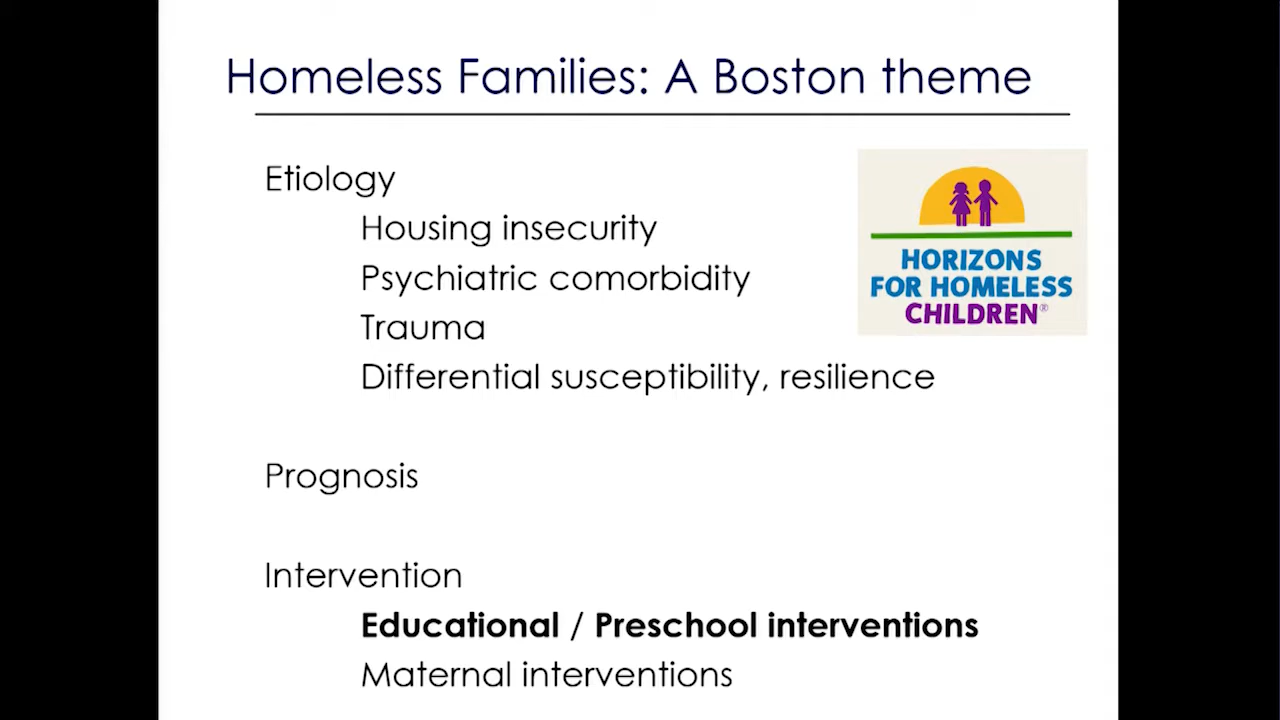 Homeless Families: A Boston theme
Etiology
Housing insecurity
Psychiatric comorbidity
Trauma
Differential susceptibility, resilience
HORIZONS
FOR HOMELESS
CHILDREN®
Prognosis
Intervention
Educational / Preschool interventions
Maternal interventions